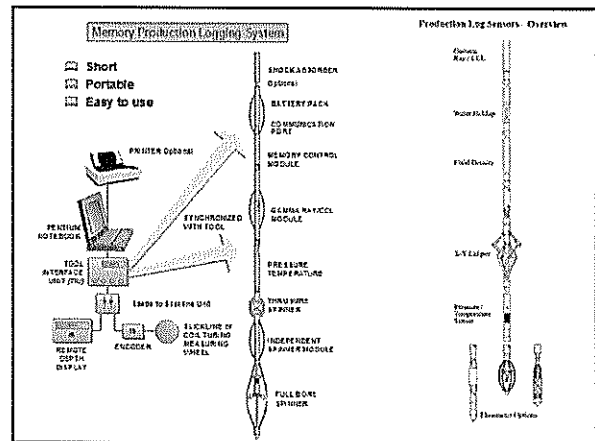 Memory Production Logging System
Short
Portable
Easy to use
PRINTER Optional
PENTIUM
NOTEBOOK
TOOL
INTERFACE
UNIT (TIU)
SYNCHRONIZED
WITH TOOL
REMOTE
DEPTH
DISPLAY
ENCODER
SLICKLINE or
COIL TUBING
MEASURING
WHEEL
SHOCK ABSORBER
Optional
BATTERY PACK
COMMUNICATION
PORT
MEMORY CONTROL
MODULE
GAMMA RAY/CCL
MODULE
PRESSURE
TEMPERATURE
THRU BORE
SPINNER
INDEPENDENT
SPINNER MODULE
FULL BORE
SPINNER
Production Log Sensors - Overview
Gamma
Ray / CCL
Water Holdup
Fluid Density
X-Y Caliper
Pressure /
Temperature
Sensor
Flowmeter Options